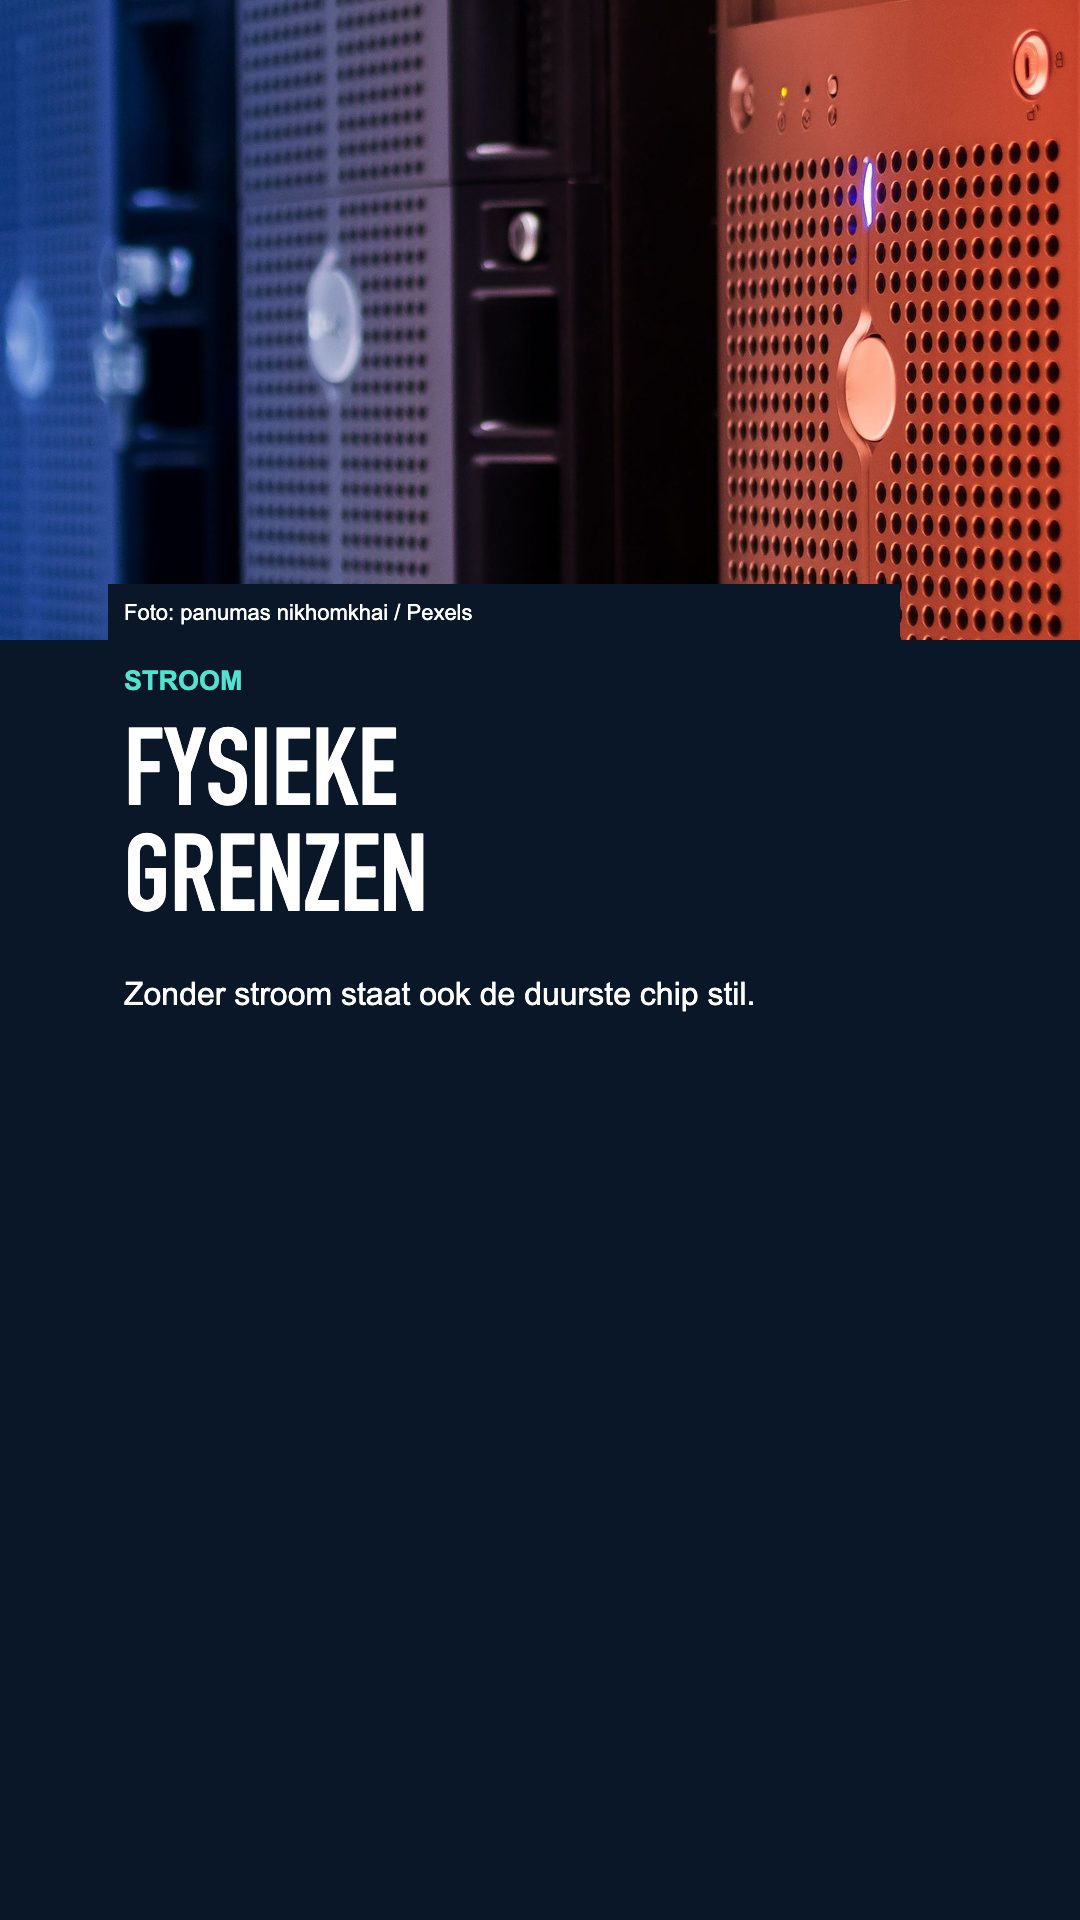 Foto: panumas nikhomkhai / Pexels
STROOM
FYSIEKE
GRENZEN
Zonder stroom staat ook de duurste chip stil.